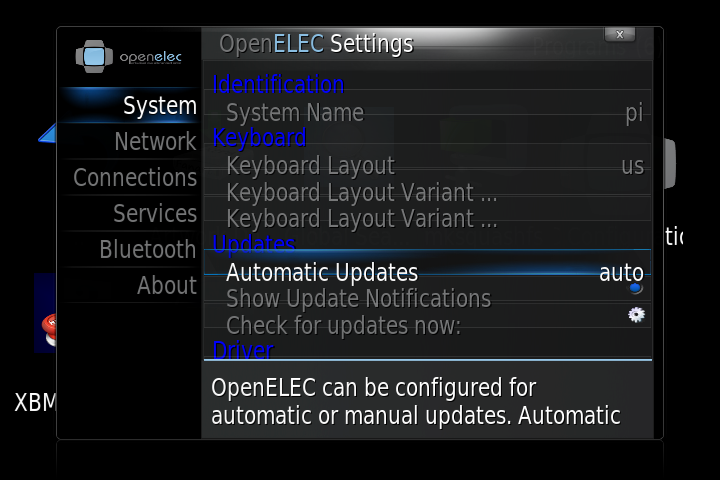 OpenELEC Settings
x
openelec
System
Network
Connections
Services
Bluetooth
About
Identification
System Name pi
Keyboard
Keyboard Layout us
Keyboard Layout Variant ...
Keyboard Layout Variant ...
Updates
Automatic Updates auto
Show Update Notifications
Check for updates now:
Driver
OpenELEC can be configured for
automatic or manual updates. Automatic
XBM